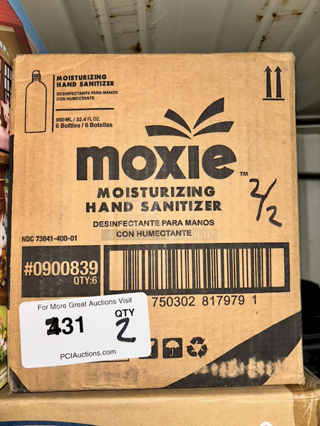 MOISTURIZING
HAND SANITIZER
DESINFECTANTE PARA MANOS
CON HUMECTANTE
960 ML / 32.4 FL OZ.
6 Bottles / 6 Botellas
moxie™
MOISTURIZING
HAND SANITIZER
2/2
DESINFECTANTE PARA MANOS
CON HUMECTANTE
NDC 73841-400-01
#0900839
QTY:6
750302 817979 1
For More Great Auctions Visit
QTY
31
2
PCIAuctions.com